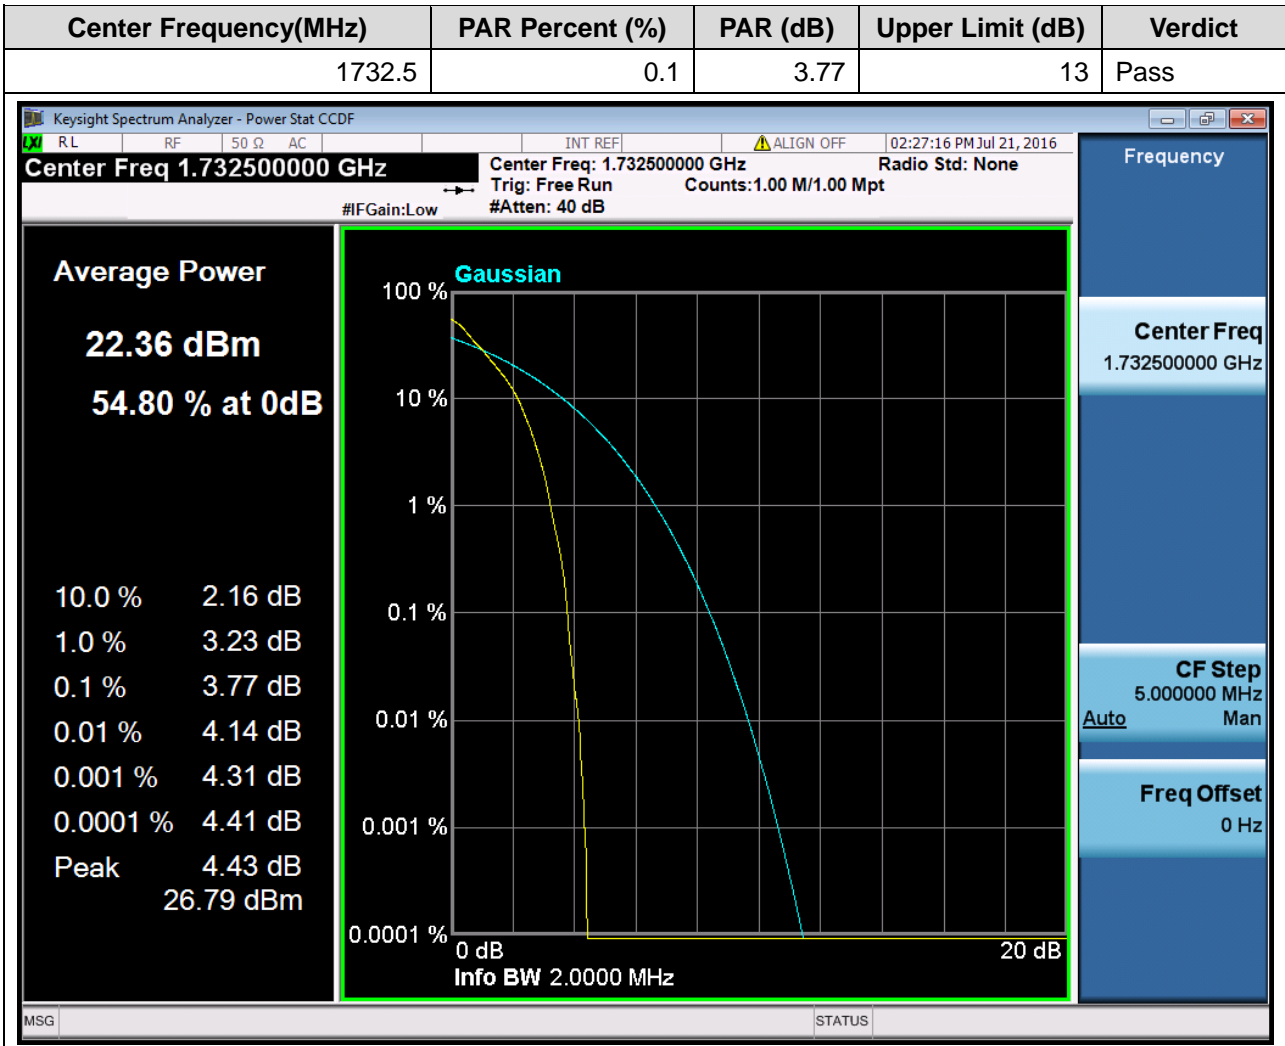 Center Frequency(MHz) PAR Percent (%) PAR (dB) Upper Limit (dB) Verdict
1732.5 0.1 3.77 13 Pass
Keysight Spectrum Analyzer - Power Stat CCDF
LXI RL RF 50 Ω AC INT REF ALIGN OFF 02:27:16 PM Jul 21, 2016
Center Freq 1.732500000 GHz
Center Freq: 1.732500000 GHz Radio Std: None
Trig: Free Run Counts:1.00 M/1.00 Mpt
#IFGain:Low #Atten: 40 dB
Average Power
22.36 dBm
54.80 % at 0dB
10.0 % 2.16 dB
1.0 % 3.23 dB
0.1 % 3.77 dB
0.01 % 4.14 dB
0.001 % 4.31 dB
0.0001 % 4.41 dB
Peak 4.43 dB
26.79 dBm
Gaussian
100 %
10 %
1 %
0.1 %
0.01 %
0.001 %
0.0001 %
0 dB 20 dB
Info BW 2.0000 MHz
Frequency
Center Freq
1.732500000 GHz
CF Step
5.000000 MHz
Auto Man
Freq Offset
0 Hz
MSG STATUS